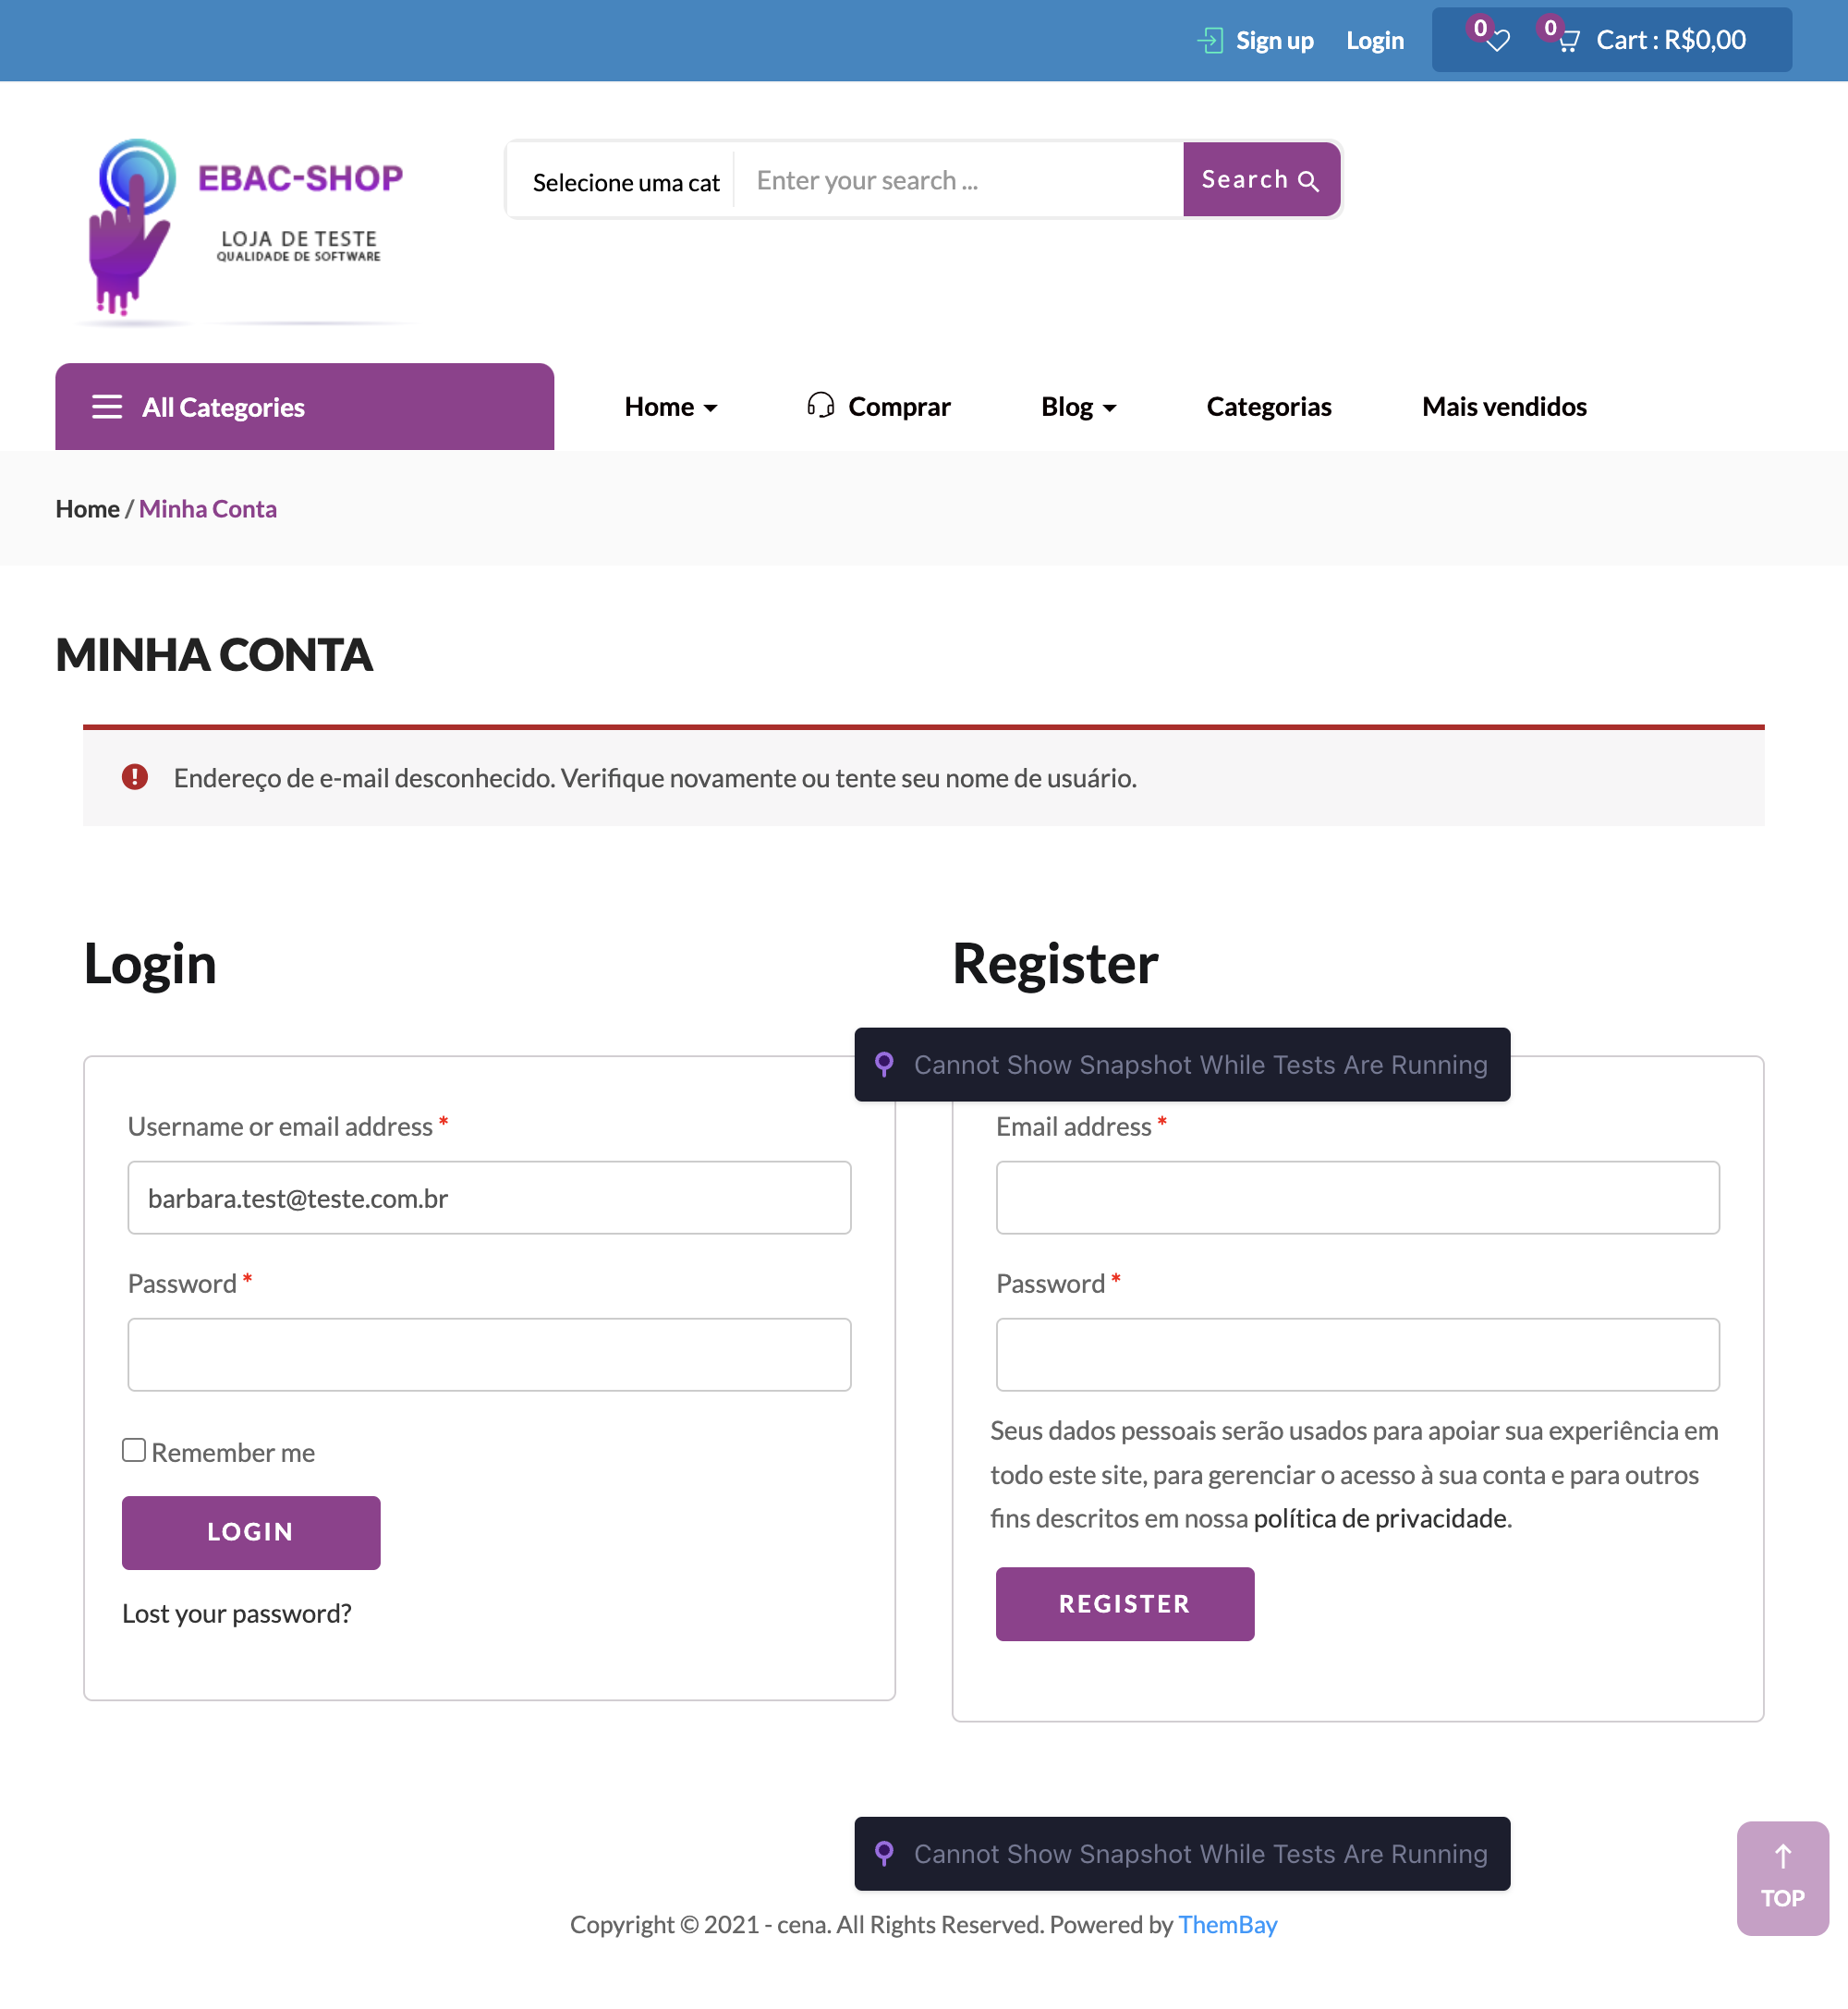 Sign up Login 0 0 Cart : R$0,00
EBAC-SHOP
LOJA DE TESTE
QUALIDADE DE SOFTWARE
Selecione uma cat Enter your search ... Search
All Categories Home Comprar Blog Categorias Mais vendidos
Home / Minha Conta
MINHA CONTA
Endereço de e-mail desconhecido. Verifique novamente ou tente seu nome de usuário.
Login
Username or email address *
barbara.test@teste.com.br
Password *
Remember me
LOGIN
Lost your password?
Register
Cannot Show Snapshot While Tests Are Running
Email address *
Password *
Seus dados pessoais serão usados para apoiar sua experiência em
todo este site, para gerenciar o acesso à sua conta e para outros
fins descritos em nossa política de privacidade.
REGISTER
Cannot Show Snapshot While Tests Are Running
TOP
Copyright © 2021 - cena. All Rights Reserved. Powered by ThemBay